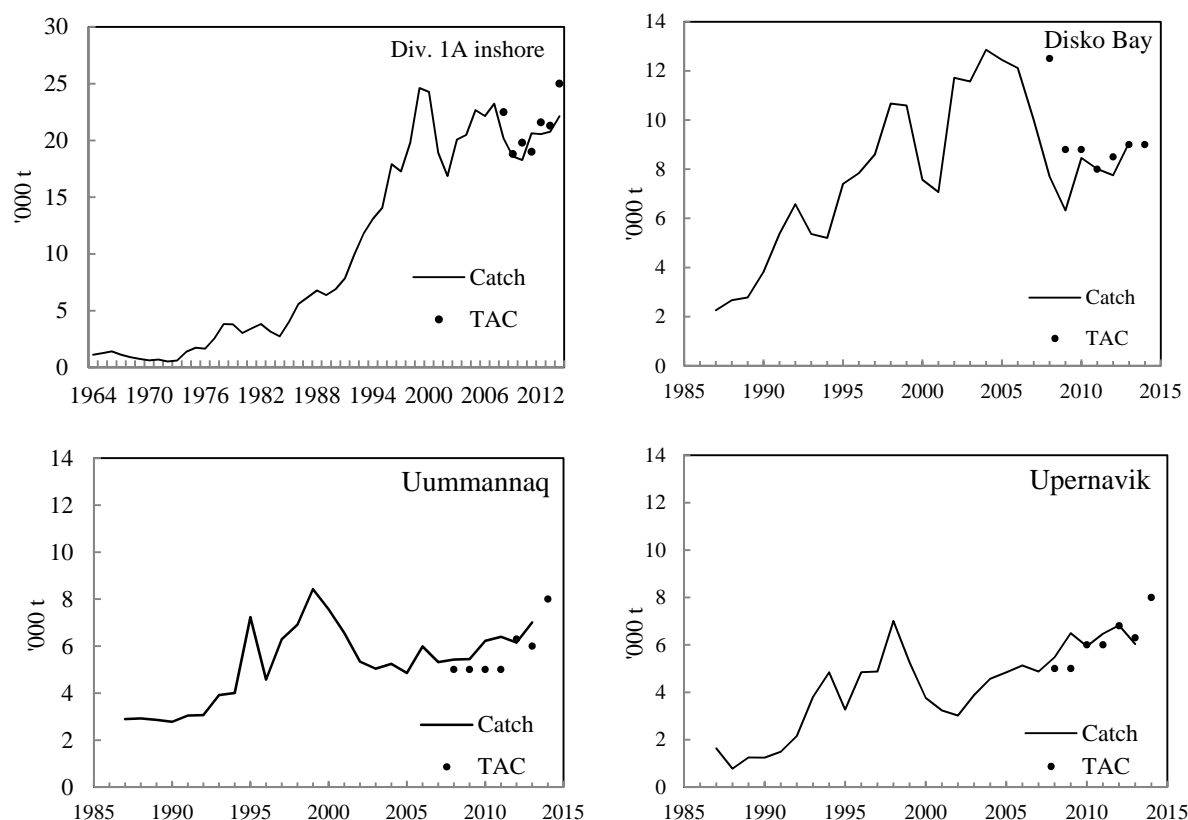 Div. 1A inshore
30
25
20
15
10
5
0
'000 t
Catch
TAC
1964 1970 1976 1982 1988 1994 2000 2006 2012
Disko Bay
14
12
10
8
6
4
2
0
'000 t
Catch
TAC
1985 1990 1995 2000 2005 2010 2015
Uummannaq
14
12
10
8
6
4
2
0
'000 t
Catch
TAC
1985 1990 1995 2000 2005 2010 2015
Upernavik
14
12
10
8
6
4
2
0
'000 t
Catch
TAC
1985 1990 1995 2000 2005 2010 2015